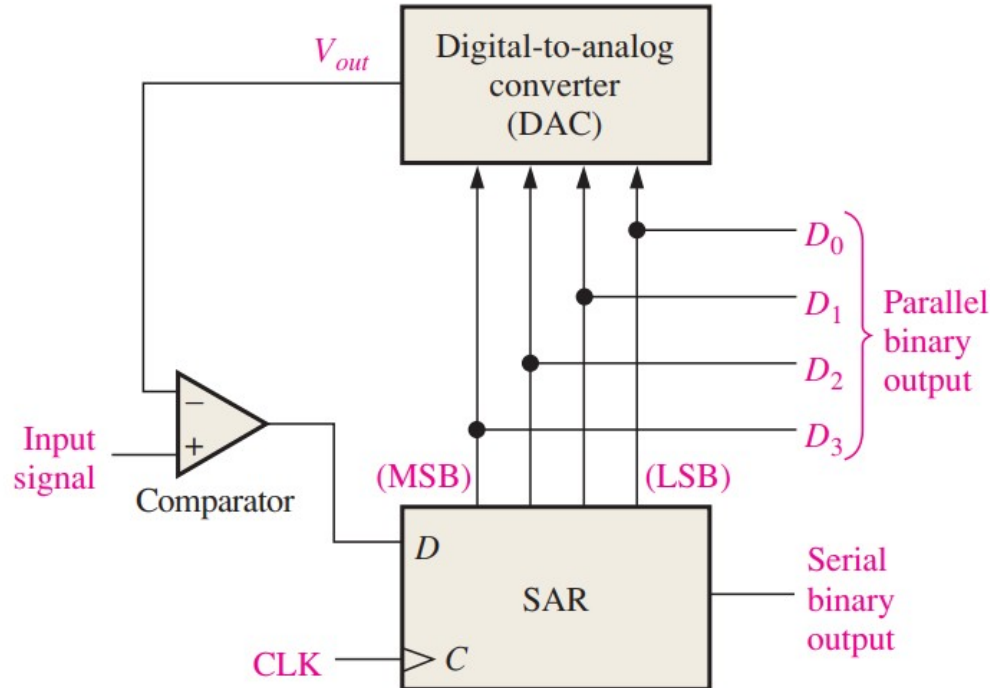 V_out
Digital-to-analog
converter
(DAC)
D_0
D_1
D_2
D_3
Parallel
binary
output
−
+
Input
signal
Comparator
(MSB)
(LSB)
D
SAR
CLK
C
Serial
binary
output